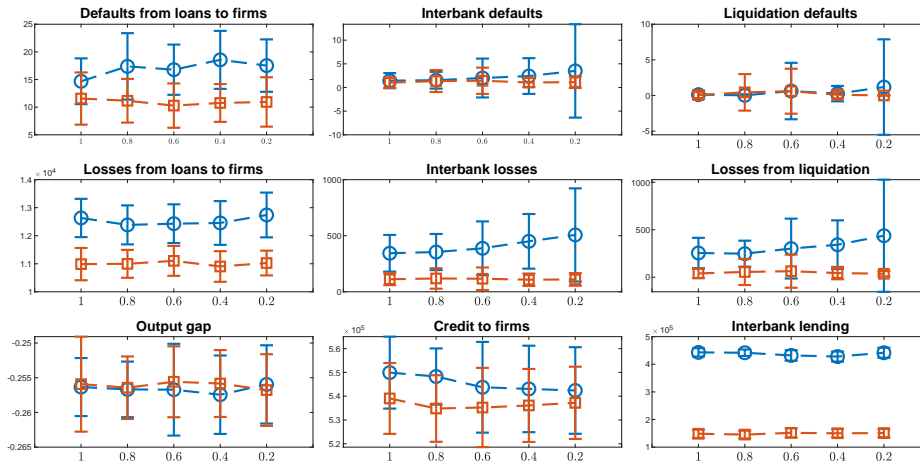 Defaults from loans to firms
25
20
15
10
5
1 0.8 0.6 0.4 0.2
Interbank defaults
10
5
0
-5
-10
1 0.8 0.6 0.4 0.2
Liquidation defaults
10
5
0
-5
1 0.8 0.6 0.4 0.2
Losses from loans to firms
× 10⁴
1.4
1.3
1.2
1.1
1
1 0.8 0.6 0.4 0.2
Interbank losses
1000
500
0
1 0.8 0.6 0.4 0.2
Losses from liquidation
1000
500
0
1 0.8 0.6 0.4 0.2
Output gap
-0.25
-0.255
-0.26
-0.265
1 0.8 0.6 0.4 0.2
Credit to firms
× 10⁵
5.6
5.5
5.4
5.3
5.2
1 0.8 0.6 0.4 0.2
Interbank lending
× 10⁵
5
4
3
2
1
1 0.8 0.6 0.4 0.2